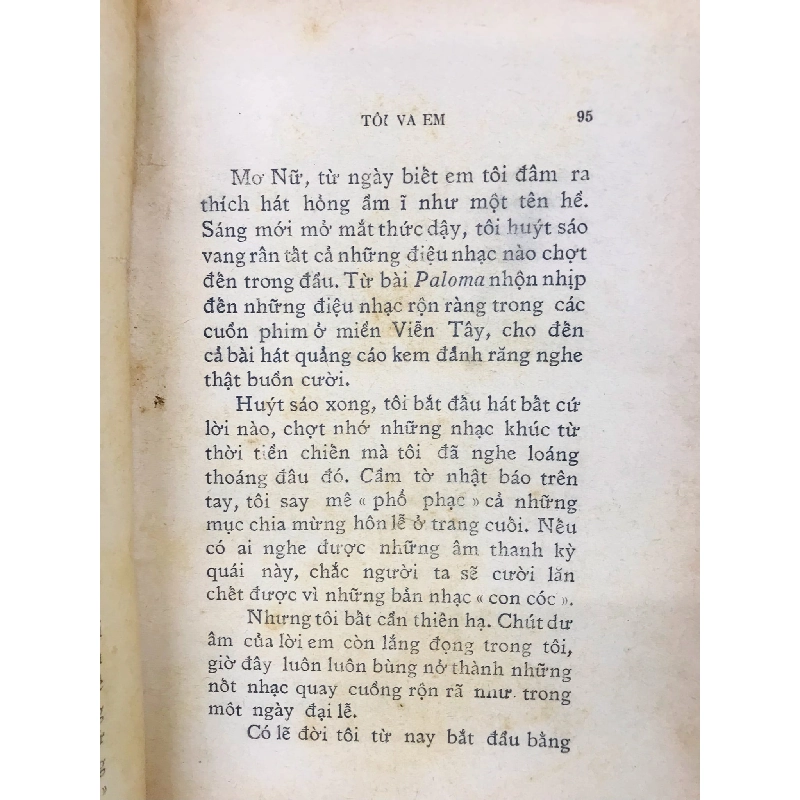 TÔI VA EM 95
Mơ Nữ, từ ngày biết em tôi đâm ra
thích hát hỏng ầm ĩ như một tên hề.
Sáng mới mở mắt thức dậy, tôi huýt sáo
vang rân tất cả những điệu nhạc nào chợt
đến trong đầu. Từ bài Paloma nhộn nhịp
đến những điệu nhạc rộn ràng trong các
cuốn phim ở miền Viễn Tây, cho đến
cả bài hát quảng cáo kem đánh răng nghe
thật buồn cười.
Huýt sáo xong, tôi bắt đầu hát bất cứ
lời nào, chợt nhớ những nhạc khúc từ
thời tiền chiến mà tôi đã nghe loáng
thoáng đâu đó. Cầm tờ nhật báo trên
tay, tôi say mê « phổ phạc » cả những
mục chia mừng hôn lễ ở trang cuối. Nếu
có ai nghe được những âm thanh kỳ
quái này, chắc người ta sẽ cười lăn
chết được vì những bản nhạc « con cóc ».
Nhưng tôi bất cần thiên hạ. Chút dư
âm của lời em còn lắng đọng trong tôi,
giờ đây luôn luôn bùng nở thành những
nốt nhạc quay cuồng rộn rã như trong
môt ngày đại lễ.
Có lẽ đời tôi từ nay bắt đầu bằng